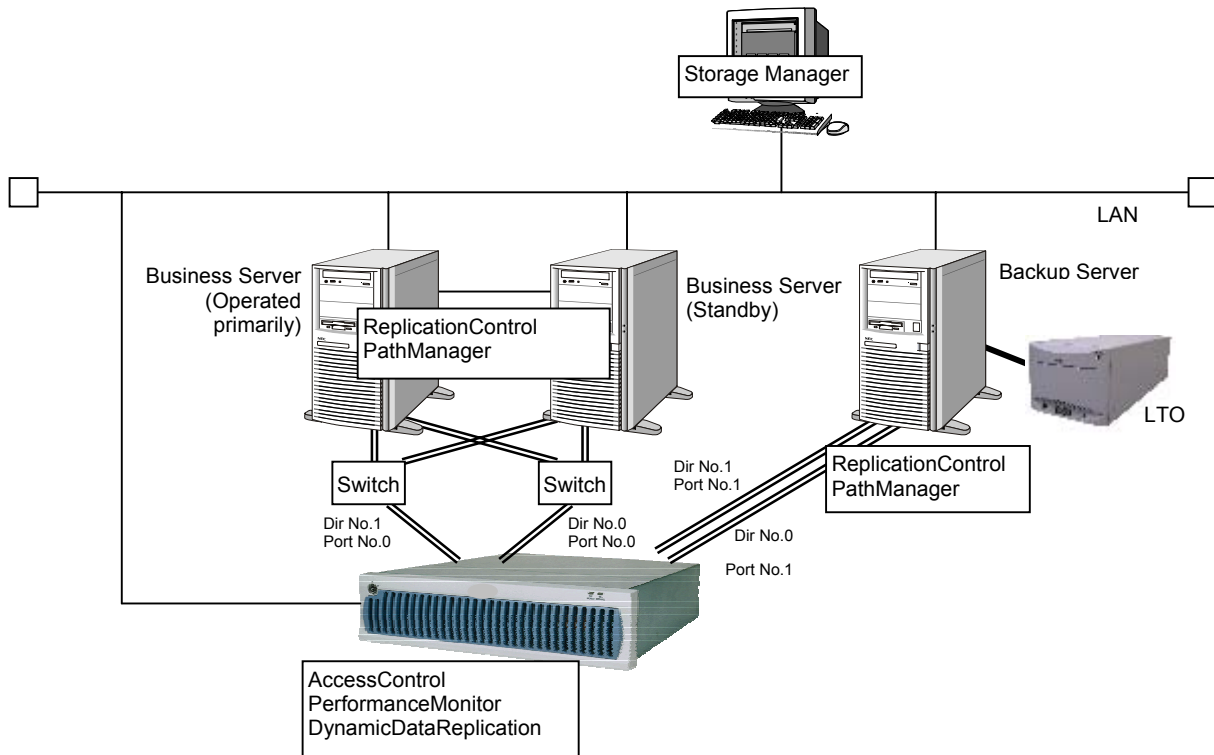 Storage Manager
LAN
Business Server
(Operated
primarily)
Business Server
(Standby)
Backup Server
ReplicationControl
PathManager
LTO
Switch
Switch
Dir No.1
Port No.1
ReplicationControl
PathManager
Dir No.1
Port No.0
Dir No.0
Port No.0
Dir No.0
Port No.1
AccessControl
PerformanceMonitor
DynamicDataReplication